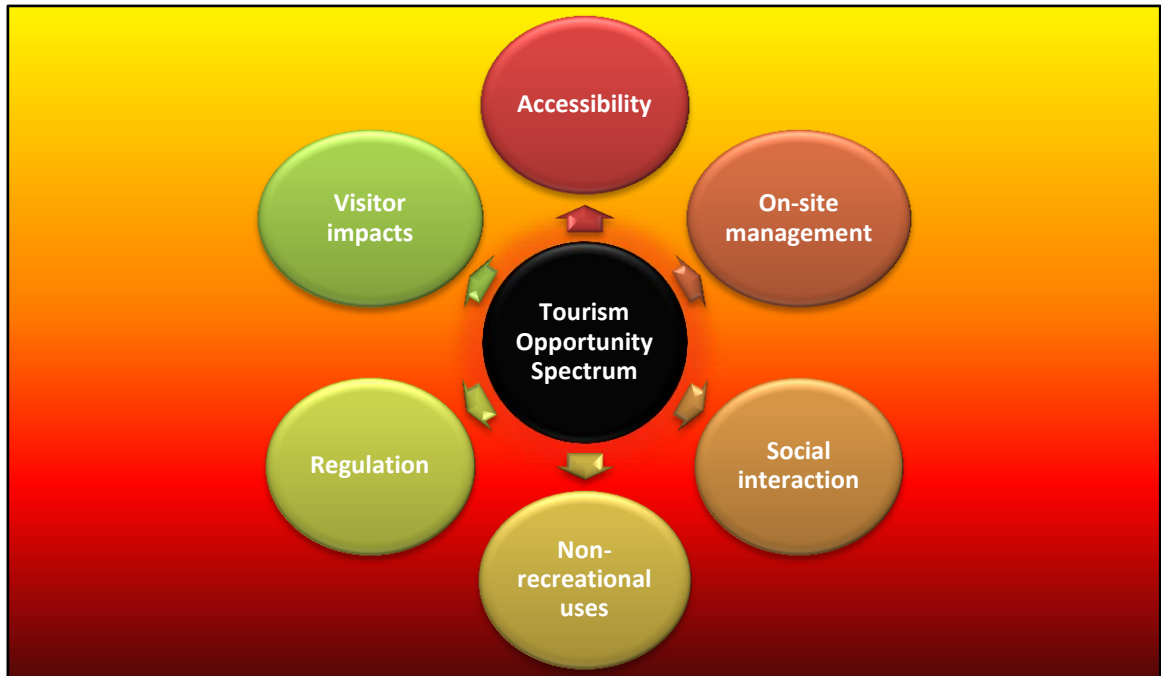 Accessibility
On-site
management
Social
interaction
Non-
recreational
uses
Regulation
Visitor
impacts
Tourism
Opportunity
Spectrum